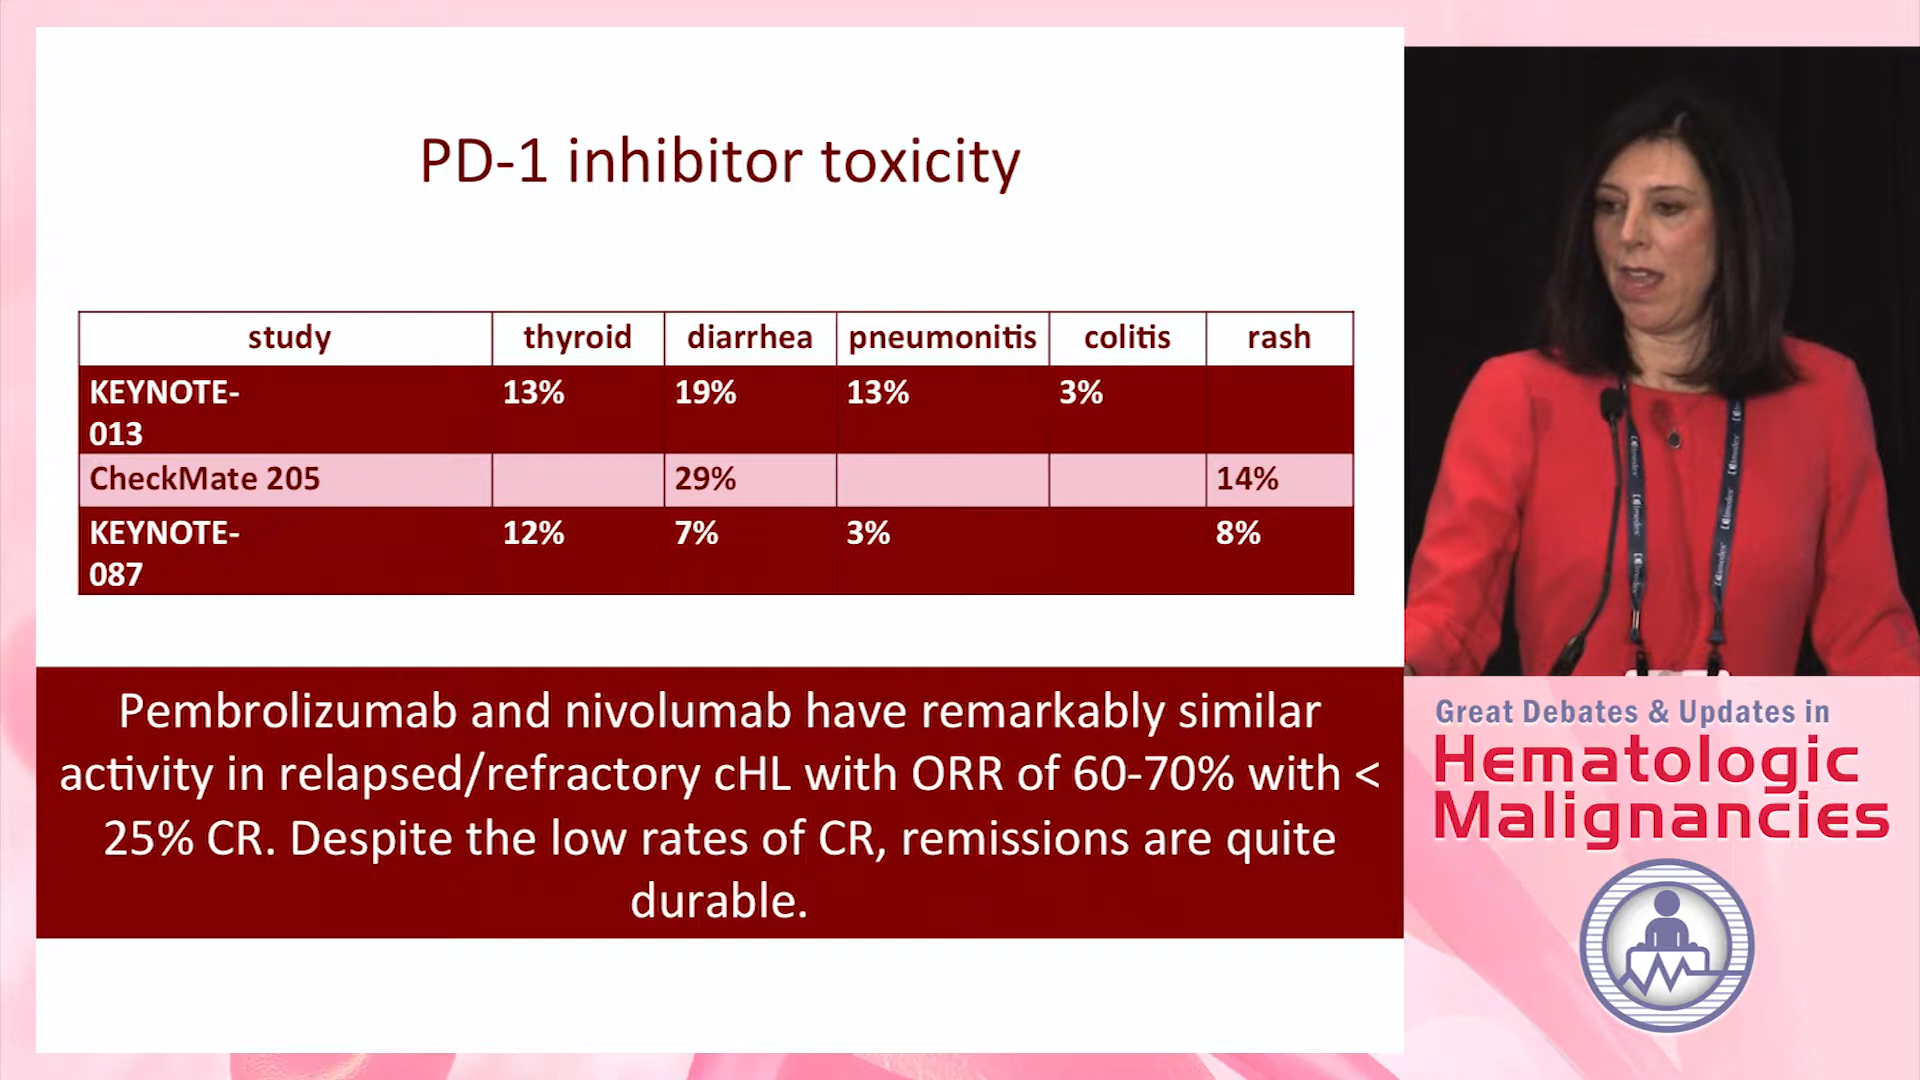 PD-1 inhibitor toxicity
study thyroid diarrhea pneumonitis colitis rash
KEYNOTE- 13% 19% 13% 3%
013
CheckMate 205 29% 14%
KEYNOTE- 12% 7% 3% 8%
087
Pembrolizumab and nivolumab have remarkably similar
activity in relapsed/refractory cHL with ORR of 60-70% with <
25% CR. Despite the low rates of CR, remissions are quite
durable.
Great Debates & Updates in
Hematologic
Malignancies